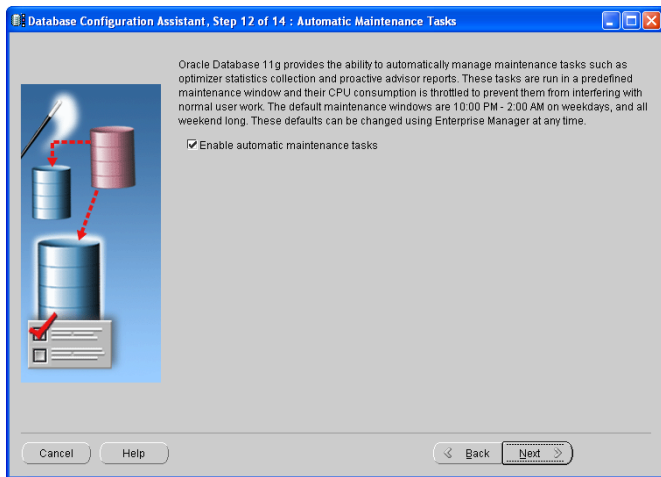 Database Configuration Assistant, Step 12 of 14 : Automatic Maintenance Tasks
Oracle Database 11g provides the ability to automatically manage maintenance tasks such as
optimizer statistics collection and proactive advisor reports. These tasks are run in a predefined
maintenance window and their CPU consumption is throttled to prevent them from interfering with
normal user work. The default maintenance windows are 10:00 PM - 2:00 AM on weekdays, and all
weekend long. These defaults can be changed using Enterprise Manager at any time.
Enable automatic maintenance tasks
Cancel Help Back Next